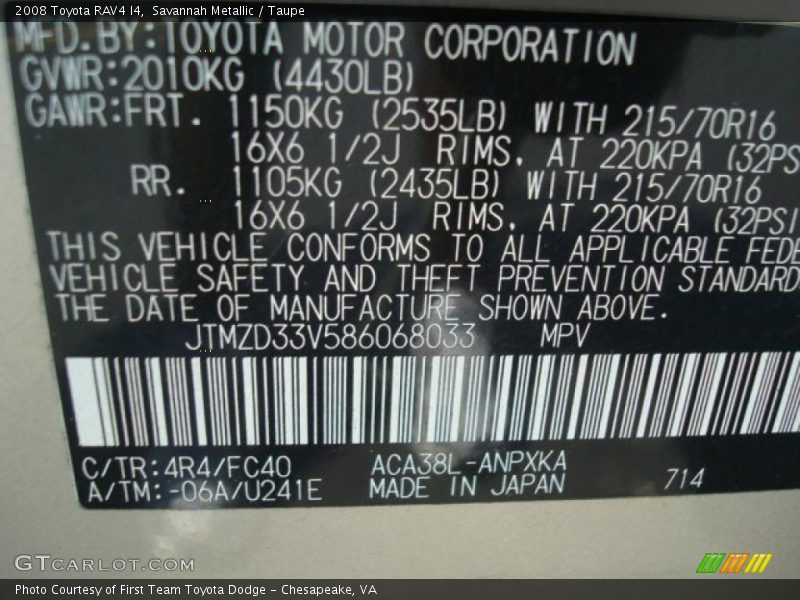 2008 Toyota RAV4 I4, Savannah Metallic / Taupe
MFD.BY:TOYOTA MOTOR CORPORATION
GVWR:2010KG (4430LB)
GAWR:FRT. 1150KG (2535LB) WITH 215/70R16
16X6 1/2J RIMS, AT 220KPA (32PS
RR. 1105KG (2435LB) WITH 215/70R16
16X6 1/2J RIMS, AT 220KPA (32PSI
THIS VEHICLE CONFORMS TO ALL APPLICABLE FEDE
VEHICLE SAFETY AND THEFT PREVENTION STANDARD
THE DATE OF MANUFACTURE SHOWN ABOVE.
JTMZD33V586068033 MPV
C/TR:4R4/FC40 ACA38L-ANPXKA
A/TM:-06A/U241E MADE IN JAPAN 714
GTCARLOT.COM
Photo Courtesy of First Team Toyota Dodge - Chesapeake, VA